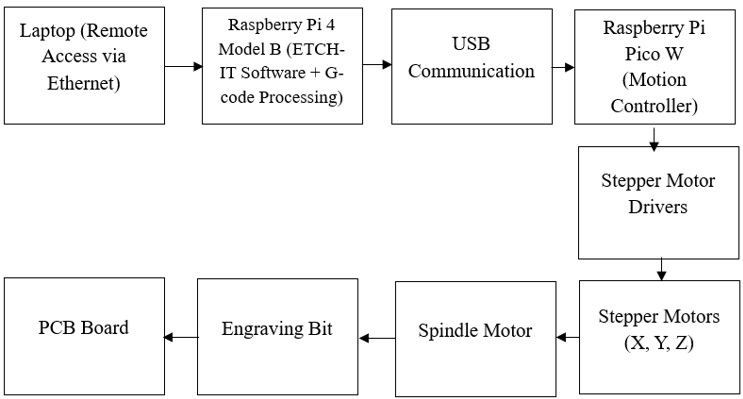 Laptop (Remote
Access via
Ethernet)
Raspberry Pi 4
Model B (ETCH-
IT Software + G-
code Processing)
USB
Communication
Raspberry Pi
Pico W
(Motion
Controller)
Stepper Motor
Drivers
Stepper Motors
(X, Y, Z)
Spindle Motor
Engraving Bit
PCB Board